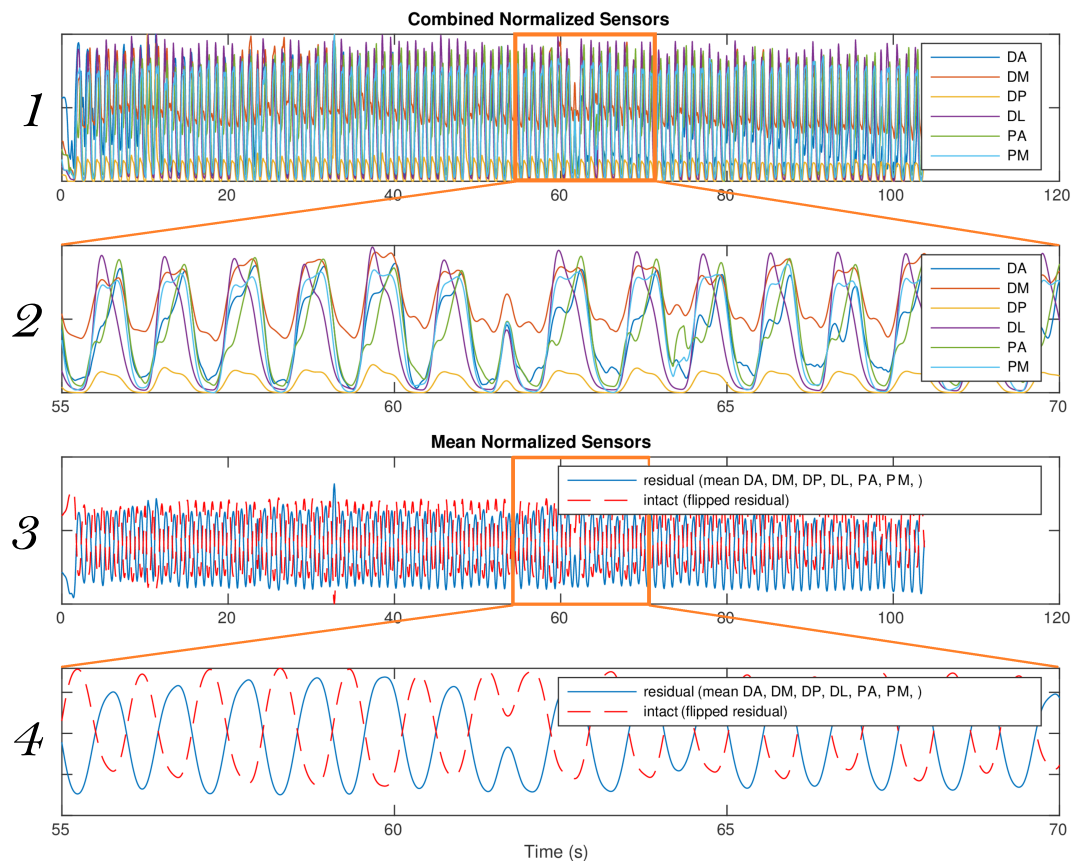 Combined Normalized Sensors
1
DA
DM
DP
DL
PA
PM
0 20 40 60 80 100 120
2
DA
DM
DP
DL
PA
PM
55 60 65 70
Mean Normalized Sensors
3
residual (mean DA, DM, DP, DL, PA, PM, )
intact (flipped residual)
0 20 40 60 80 100 120
4
residual (mean DA, DM, DP, DL, PA, PM, )
intact (flipped residual)
55 60 65 70
Time (s)